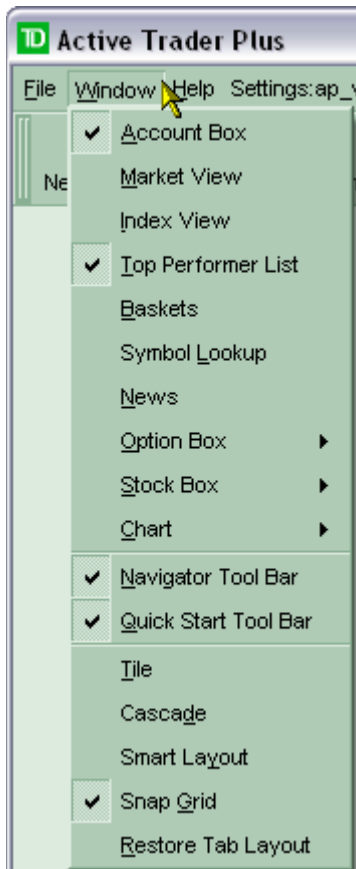 TD Active Trader Plus
File Window Help Settings:ap_
Ne
Account Box
Market View
Index View
Top Performer List
Baskets
Symbol Lookup
News
Option Box
Stock Box
Chart
Navigator Tool Bar
Quick Start Tool Bar
Tile
Cascade
Smart Layout
Snap Grid
Restore Tab Layout